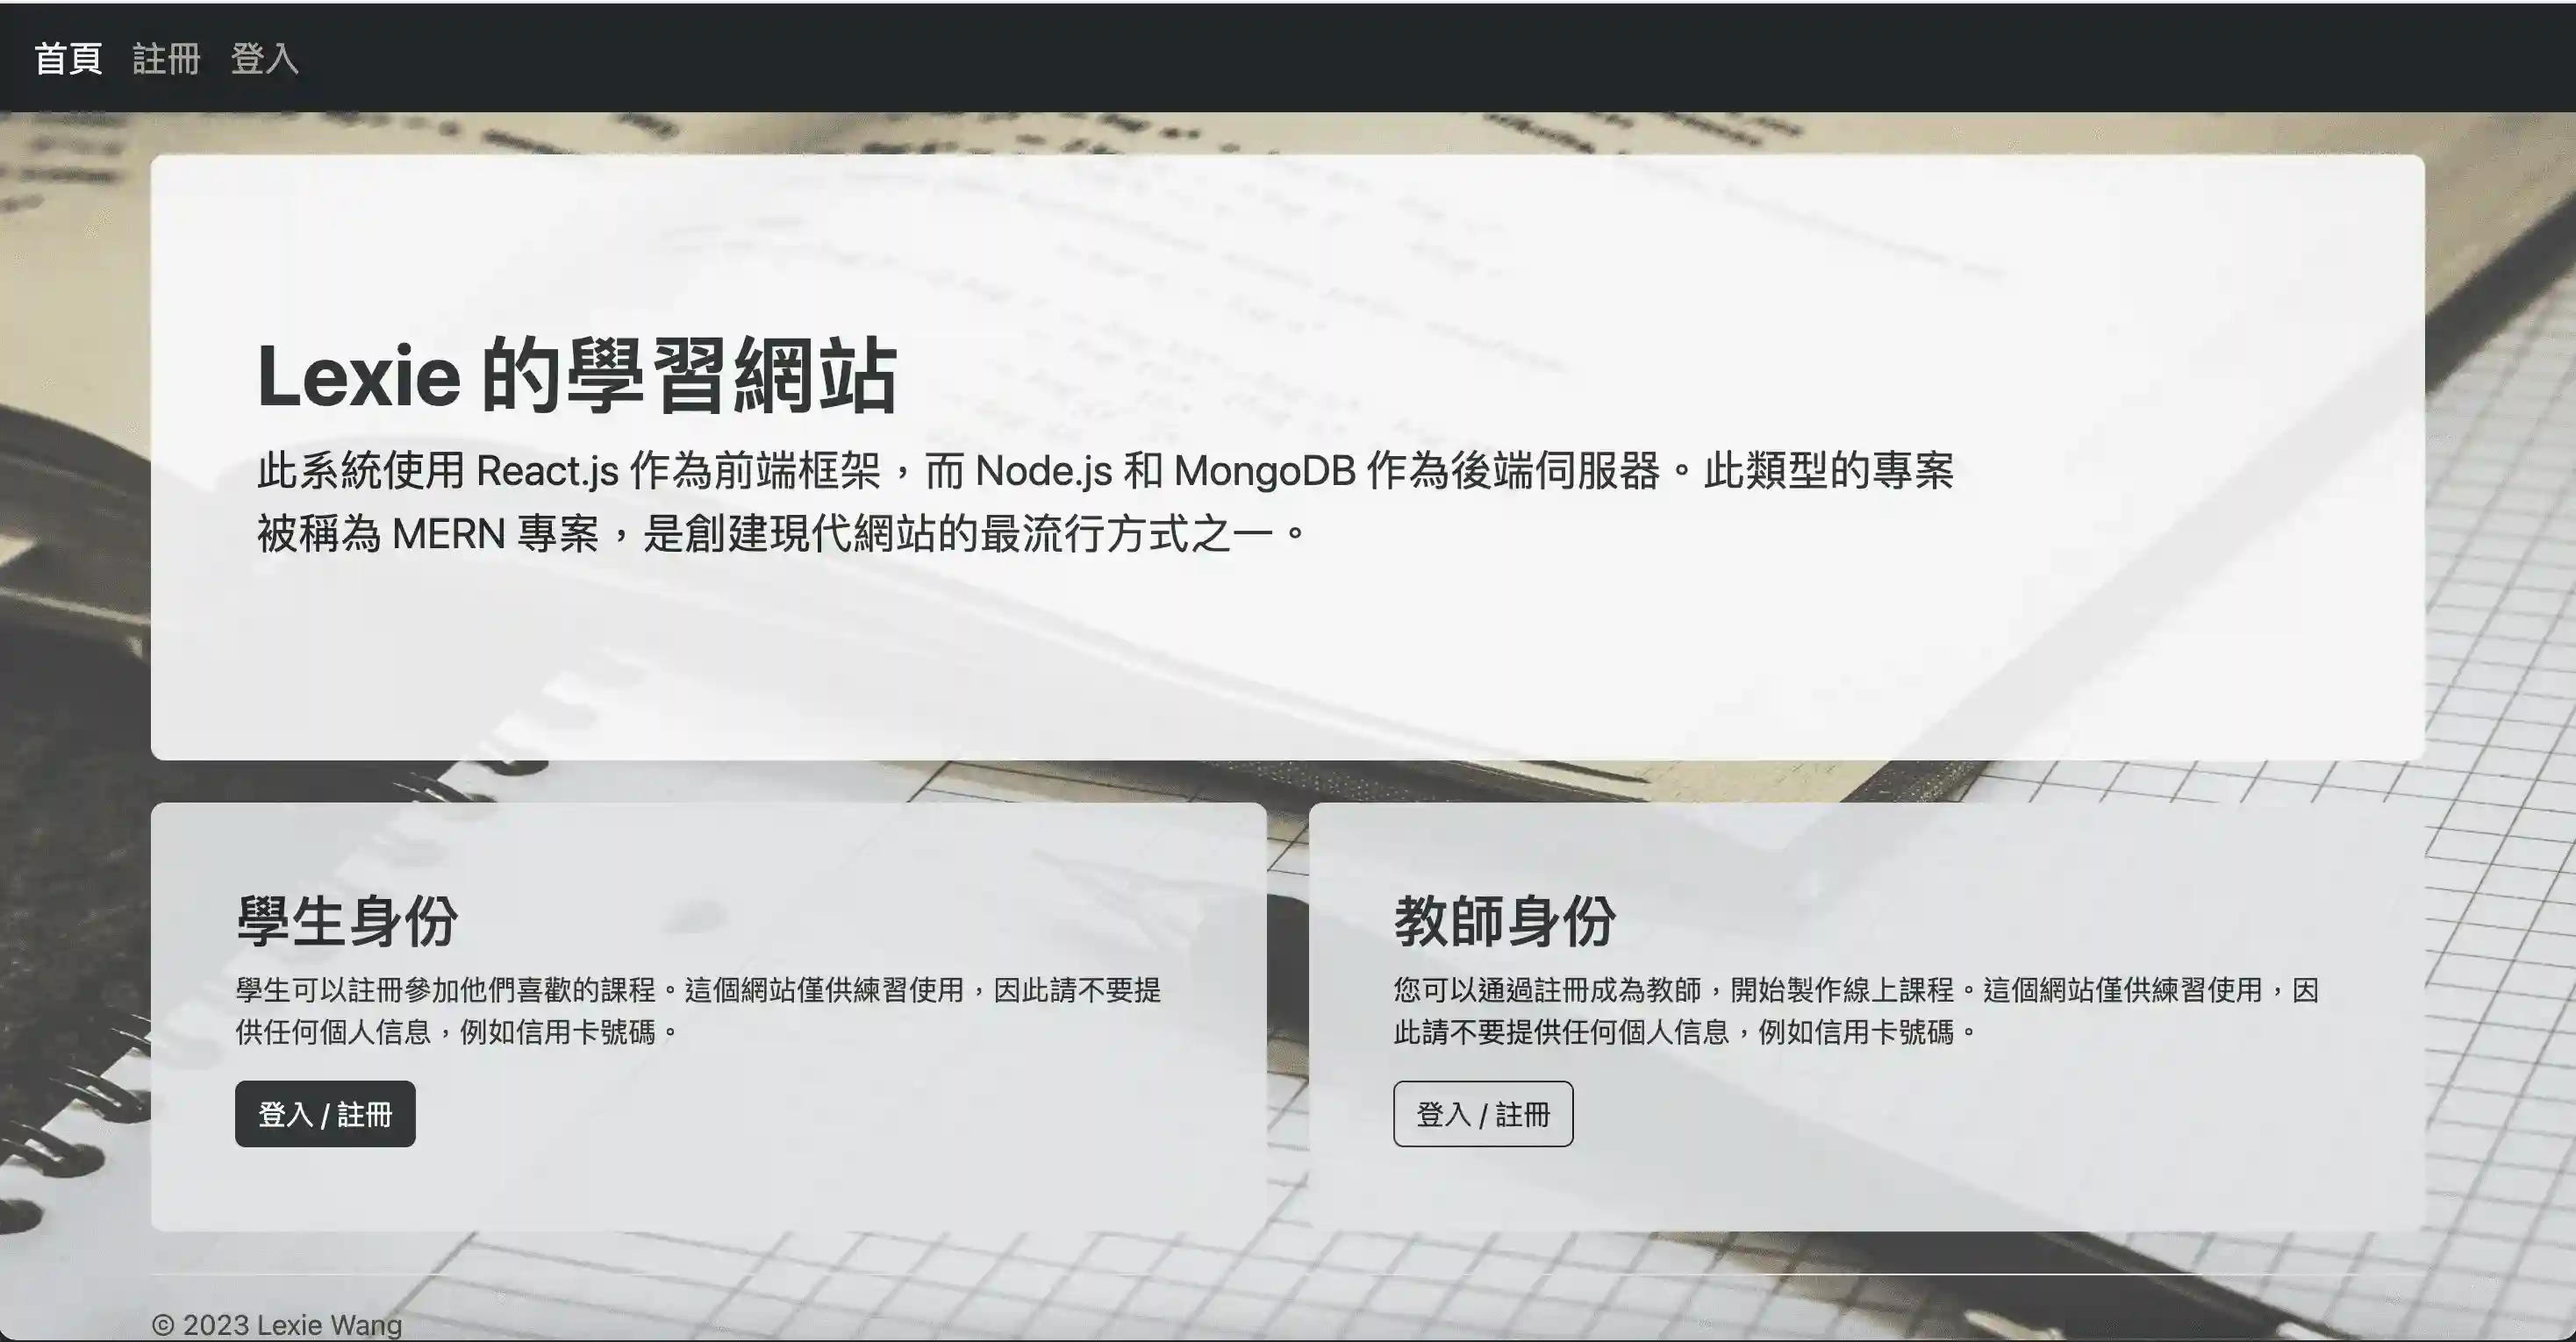 首頁 註冊 登入
Lexie 的學習網站
此系統使用 React.js 作為前端框架，而 Node.js 和 MongoDB 作為後端伺服器。此類型的專案
被稱為 MERN 專案，是創建現代網站的最流行方式之一。
學生身份
學生可以註冊參加他們喜歡的課程。這個網站僅供練習使用，因此請不要提
供任何個人信息，例如信用卡號碼。
登入 / 註冊
教師身份
您可以通過註冊成為教師，開始製作線上課程。這個網站僅供練習使用，因
此請不要提供任何個人信息，例如信用卡號碼。
登入 / 註冊
© 2023 Lexie Wang